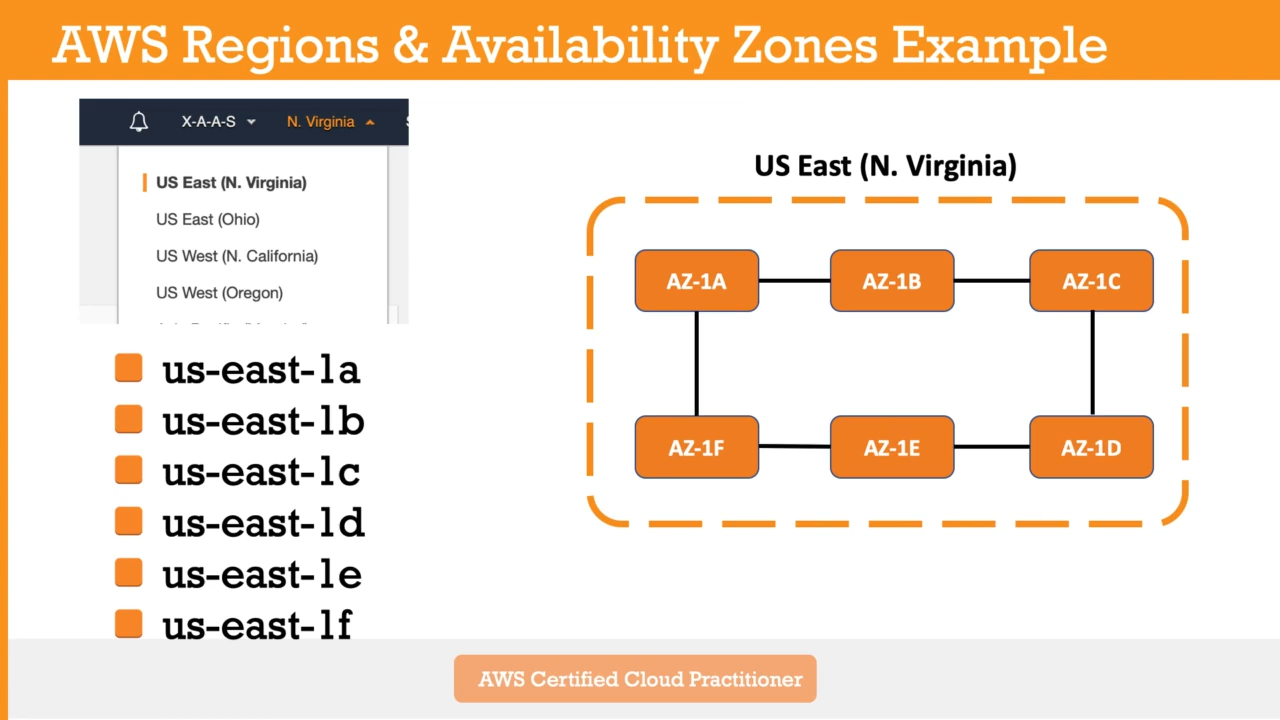 AWS Regions & Availability Zones Example
X-A-A-S N. Virginia
US East (N. Virginia)
US East (Ohio)
US West (N. California)
US West (Oregon)
us-east-1a
us-east-1b
us-east-1c
us-east-1d
us-east-1e
us-east-1f
US East (N. Virginia)
AZ-1A AZ-1B AZ-1C
AZ-1F AZ-1E AZ-1D
AWS Certified Cloud Practitioner